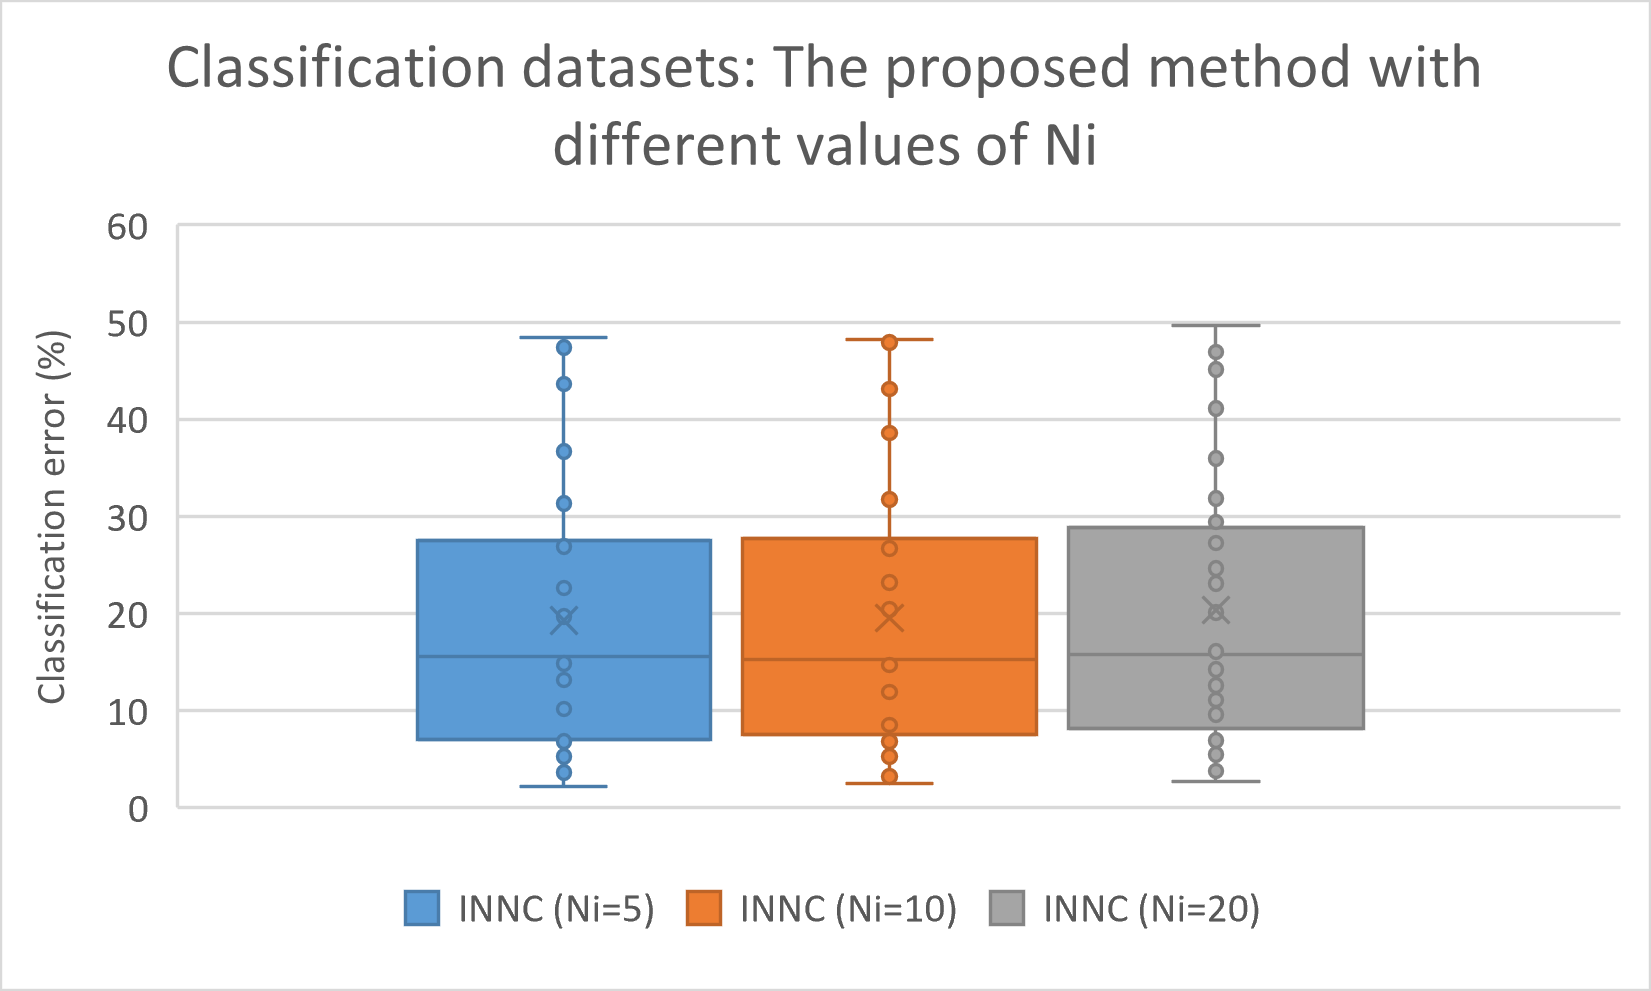 Classification datasets: The proposed method with
different values of Ni
Classification error (%)
60
50
40
30
20
10
0
INNC (Ni=5)
INNC (Ni=10)
INNC (Ni=20)